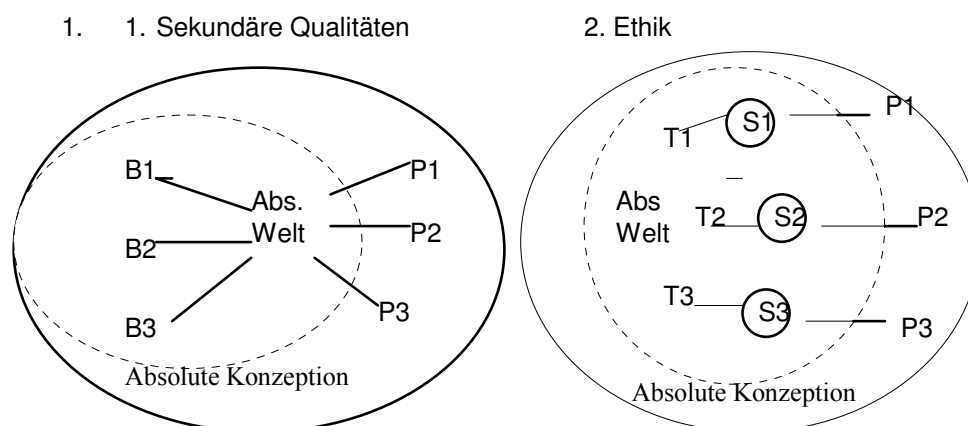 1. 1. Sekundäre Qualitäten
B1
B2
B3
Abs.
Welt
P1
P2
P3
Absolute Konzeption
2. Ethik
T1
S1
P1
Abs
Welt
T2
S2
P2
T3
S3
P3
Absolute Konzeption